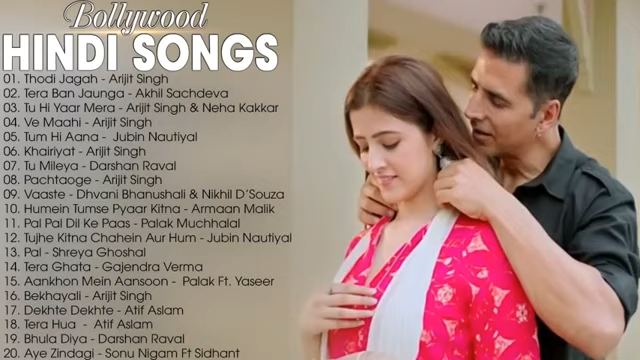 Bollywood
HINDI SONGS
01. Thodi Jagah - Arijit Singh
02. Tera Ban Jaunga - Akhil Sachdeva
03. Tu Hi Yaar Mera - Arijit Singh & Neha Kakkar
04. Ve Maahi - Arijit Singh
05. Tum Hi Aana - Jubin Nautiyal
06. Khairiyat - Arijit Singh
07. Tu Mileya - Darshan Raval
08. Pachtaoge - Arijit Singh
09. Vaaste - Dhvani Bhanushali & Nikhil D'Souza
10. Humein Tumse Pyaar Kitna - Armaan Malik
11. Pal Pal Dil Ke Paas - Palak Muchhalal
12. Tujhe Kitna Chahein Aur Hum - Jubin Nautiyal
13. Pal - Shreya Ghoshal
14. Tera Ghata - Gajendra Verma
15. Aankhon Mein Aansoon - Palak Ft. Yaseer
16. Bekhayali - Arijit Singh
17. Dekhte Dekhte - Atif Aslam
18. Tera Hua - Atif Aslam
19. Bhula Diya - Darshan Raval
20. Aye Zindagi - Sonu Nigam Ft Sidhant